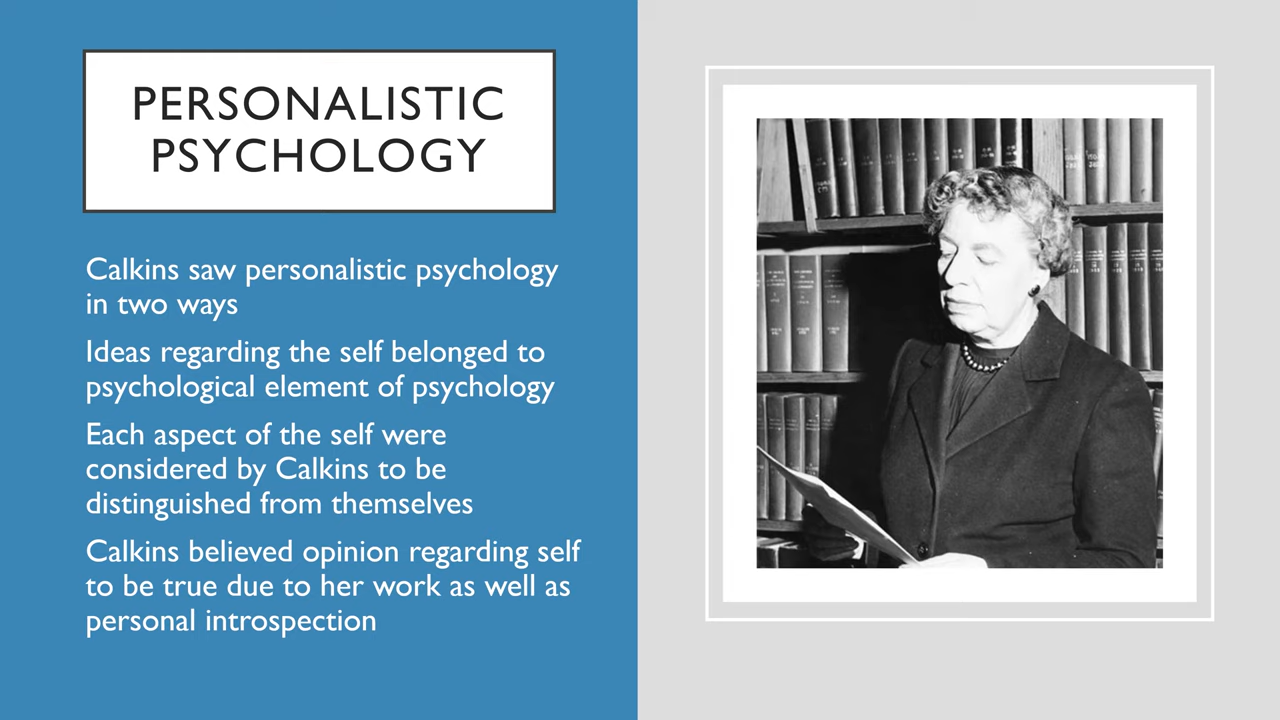 PERSONALISTIC
PSYCHOLOGY
Calkins saw personalistic psychology
in two ways
Ideas regarding the self belonged to
psychological element of psychology
Each aspect of the self were
considered by Calkins to be
distinguished from themselves
Calkins believed opinion regarding self
to be true due to her work as well as
personal introspection